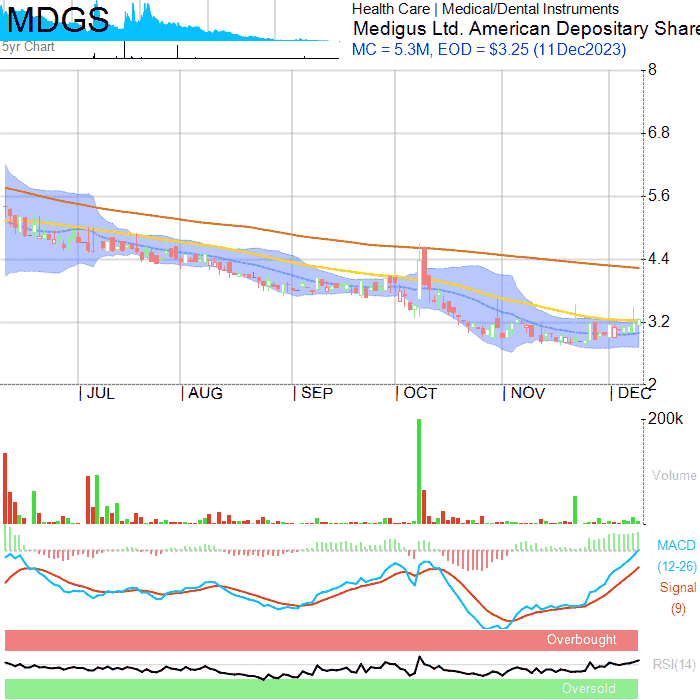 MDGS
5yr Chart
Health Care | Medical/Dental Instruments
Medigus Ltd. American Depositary Share
MC = 5.3M, EOD = $3.25 (11Dec2023)
8
6.8
5.6
4.4
3.2
2
| JUL | AUG | SEP | OCT | NOV | DEC
200k
Volume
MACD
(12-26)
Signal
(9)
Overbought
RSI(14)
Oversold